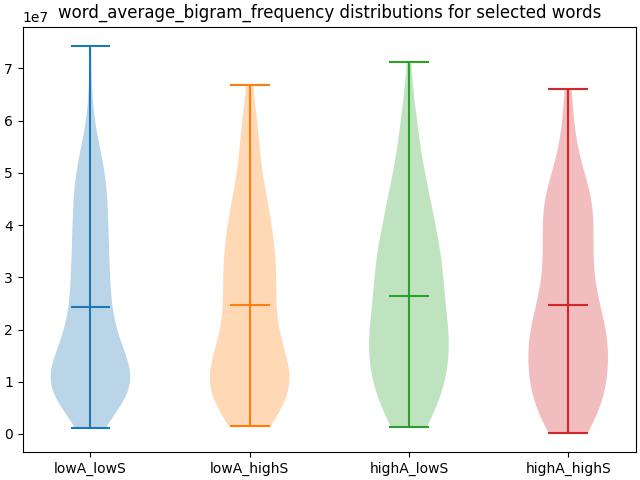 word_average_bigram_frequency distributions for selected words
1e7
7
6
5
4
3
2
1
0
lowA_lowS lowA_highS highA_lowS highA_highS